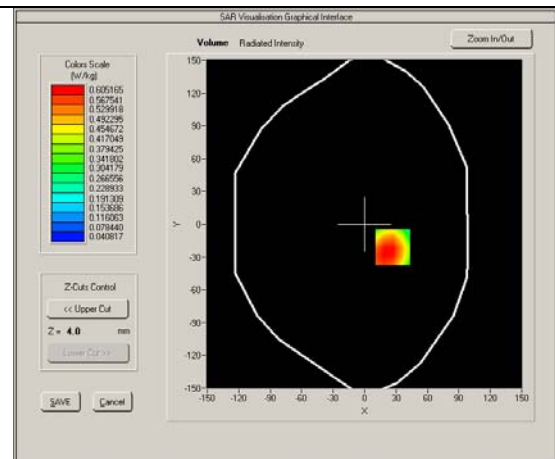 SAR Visualisation Graphical Interface
Volume Radiated Intensity
Zoom In/Out
Colors Scale
(W/kg)
0.605165
0.567541
0.529918
0.492295
0.454672
0.417049
0.379425
0.341802
0.304179
0.266556
0.228933
0.191309
0.153686
0.116063
0.078440
0.040817
Z-Cuts Control
<< Upper Cut
Z = 4.0 mm
Lower Cut >>
SAVE Cancel
150
120
90
60
30
0
-30
-60
-90
-120
-150
Y
-150 -120 -90 -60 -30 0 30 60 90 120 150
X